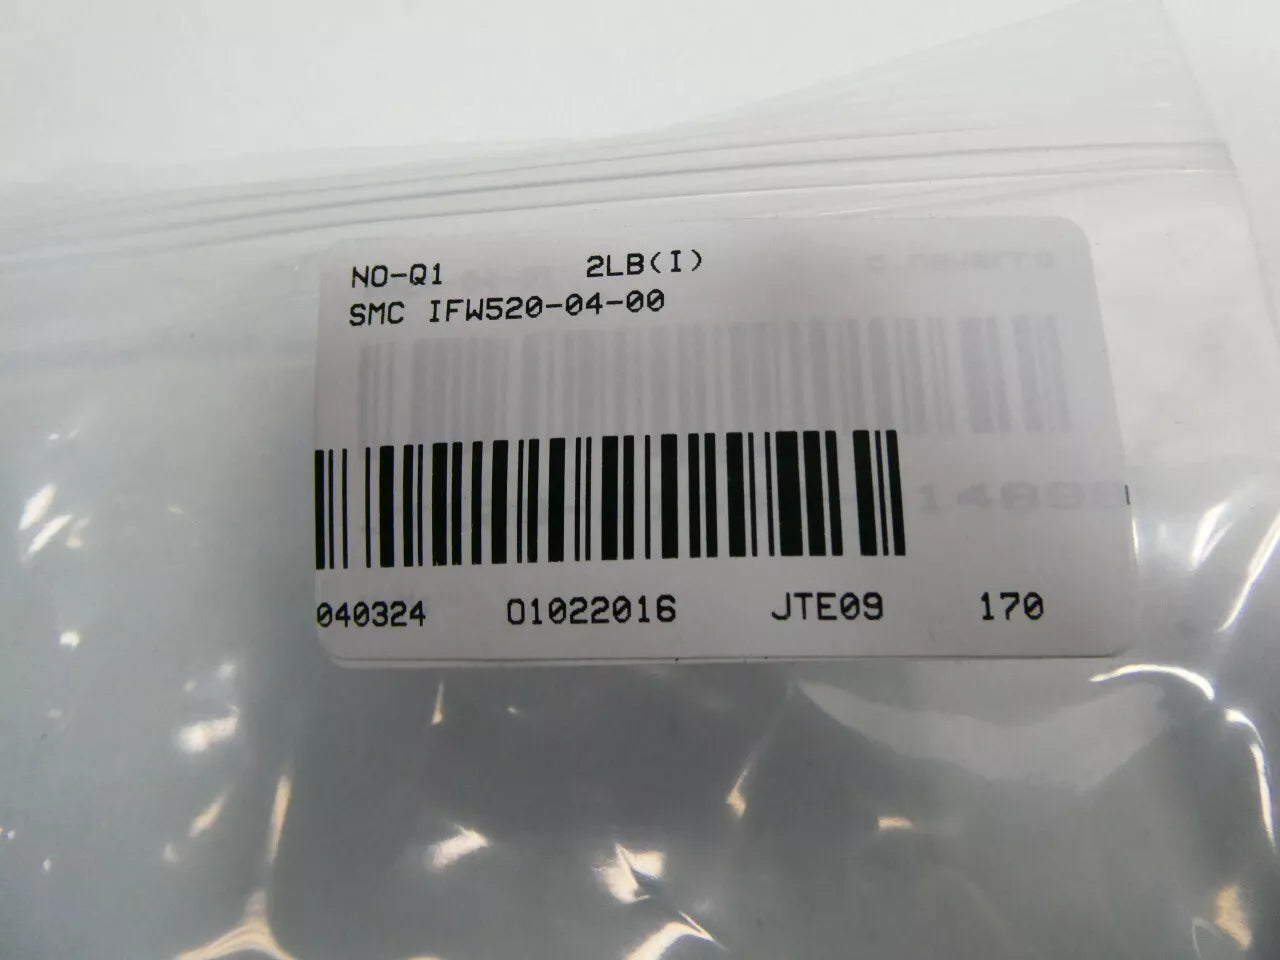 NO-Q1 2LB(I)
SMC IFW520-04-00
040324 01022016 JTE09 170